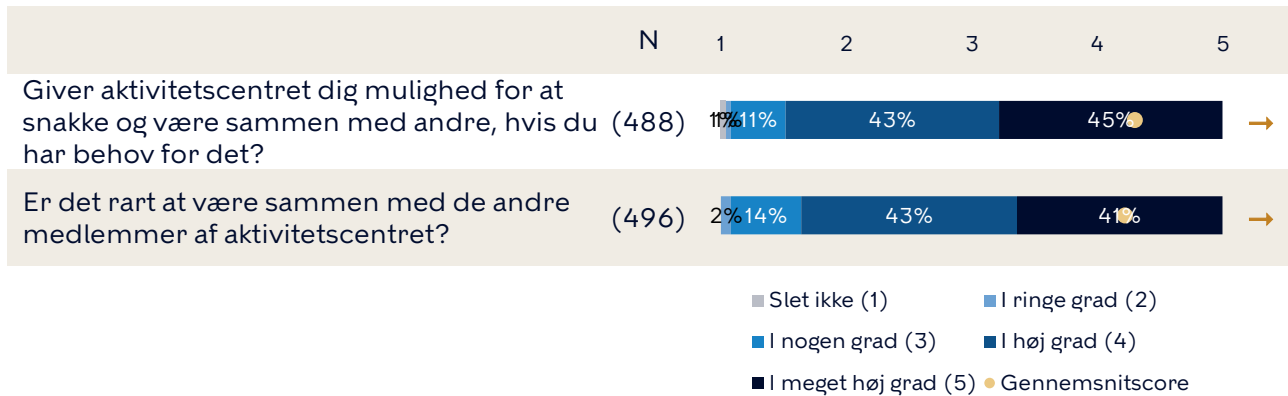 N 1 2 3 4 5
Giver aktivitetscentret dig mulighed for at
snakke og være sammen med andre, hvis du
har behov for det?
(488) 1% 1% 11% 43% 45% →
Er det rart at være sammen med de andre
medlemmer af aktivitetscentret?
(496) 2% 14% 43% 41% →
Slet ikke (1) I ringe grad (2)
I nogen grad (3) I høj grad (4)
I meget høj grad (5) Gennemsnitscore